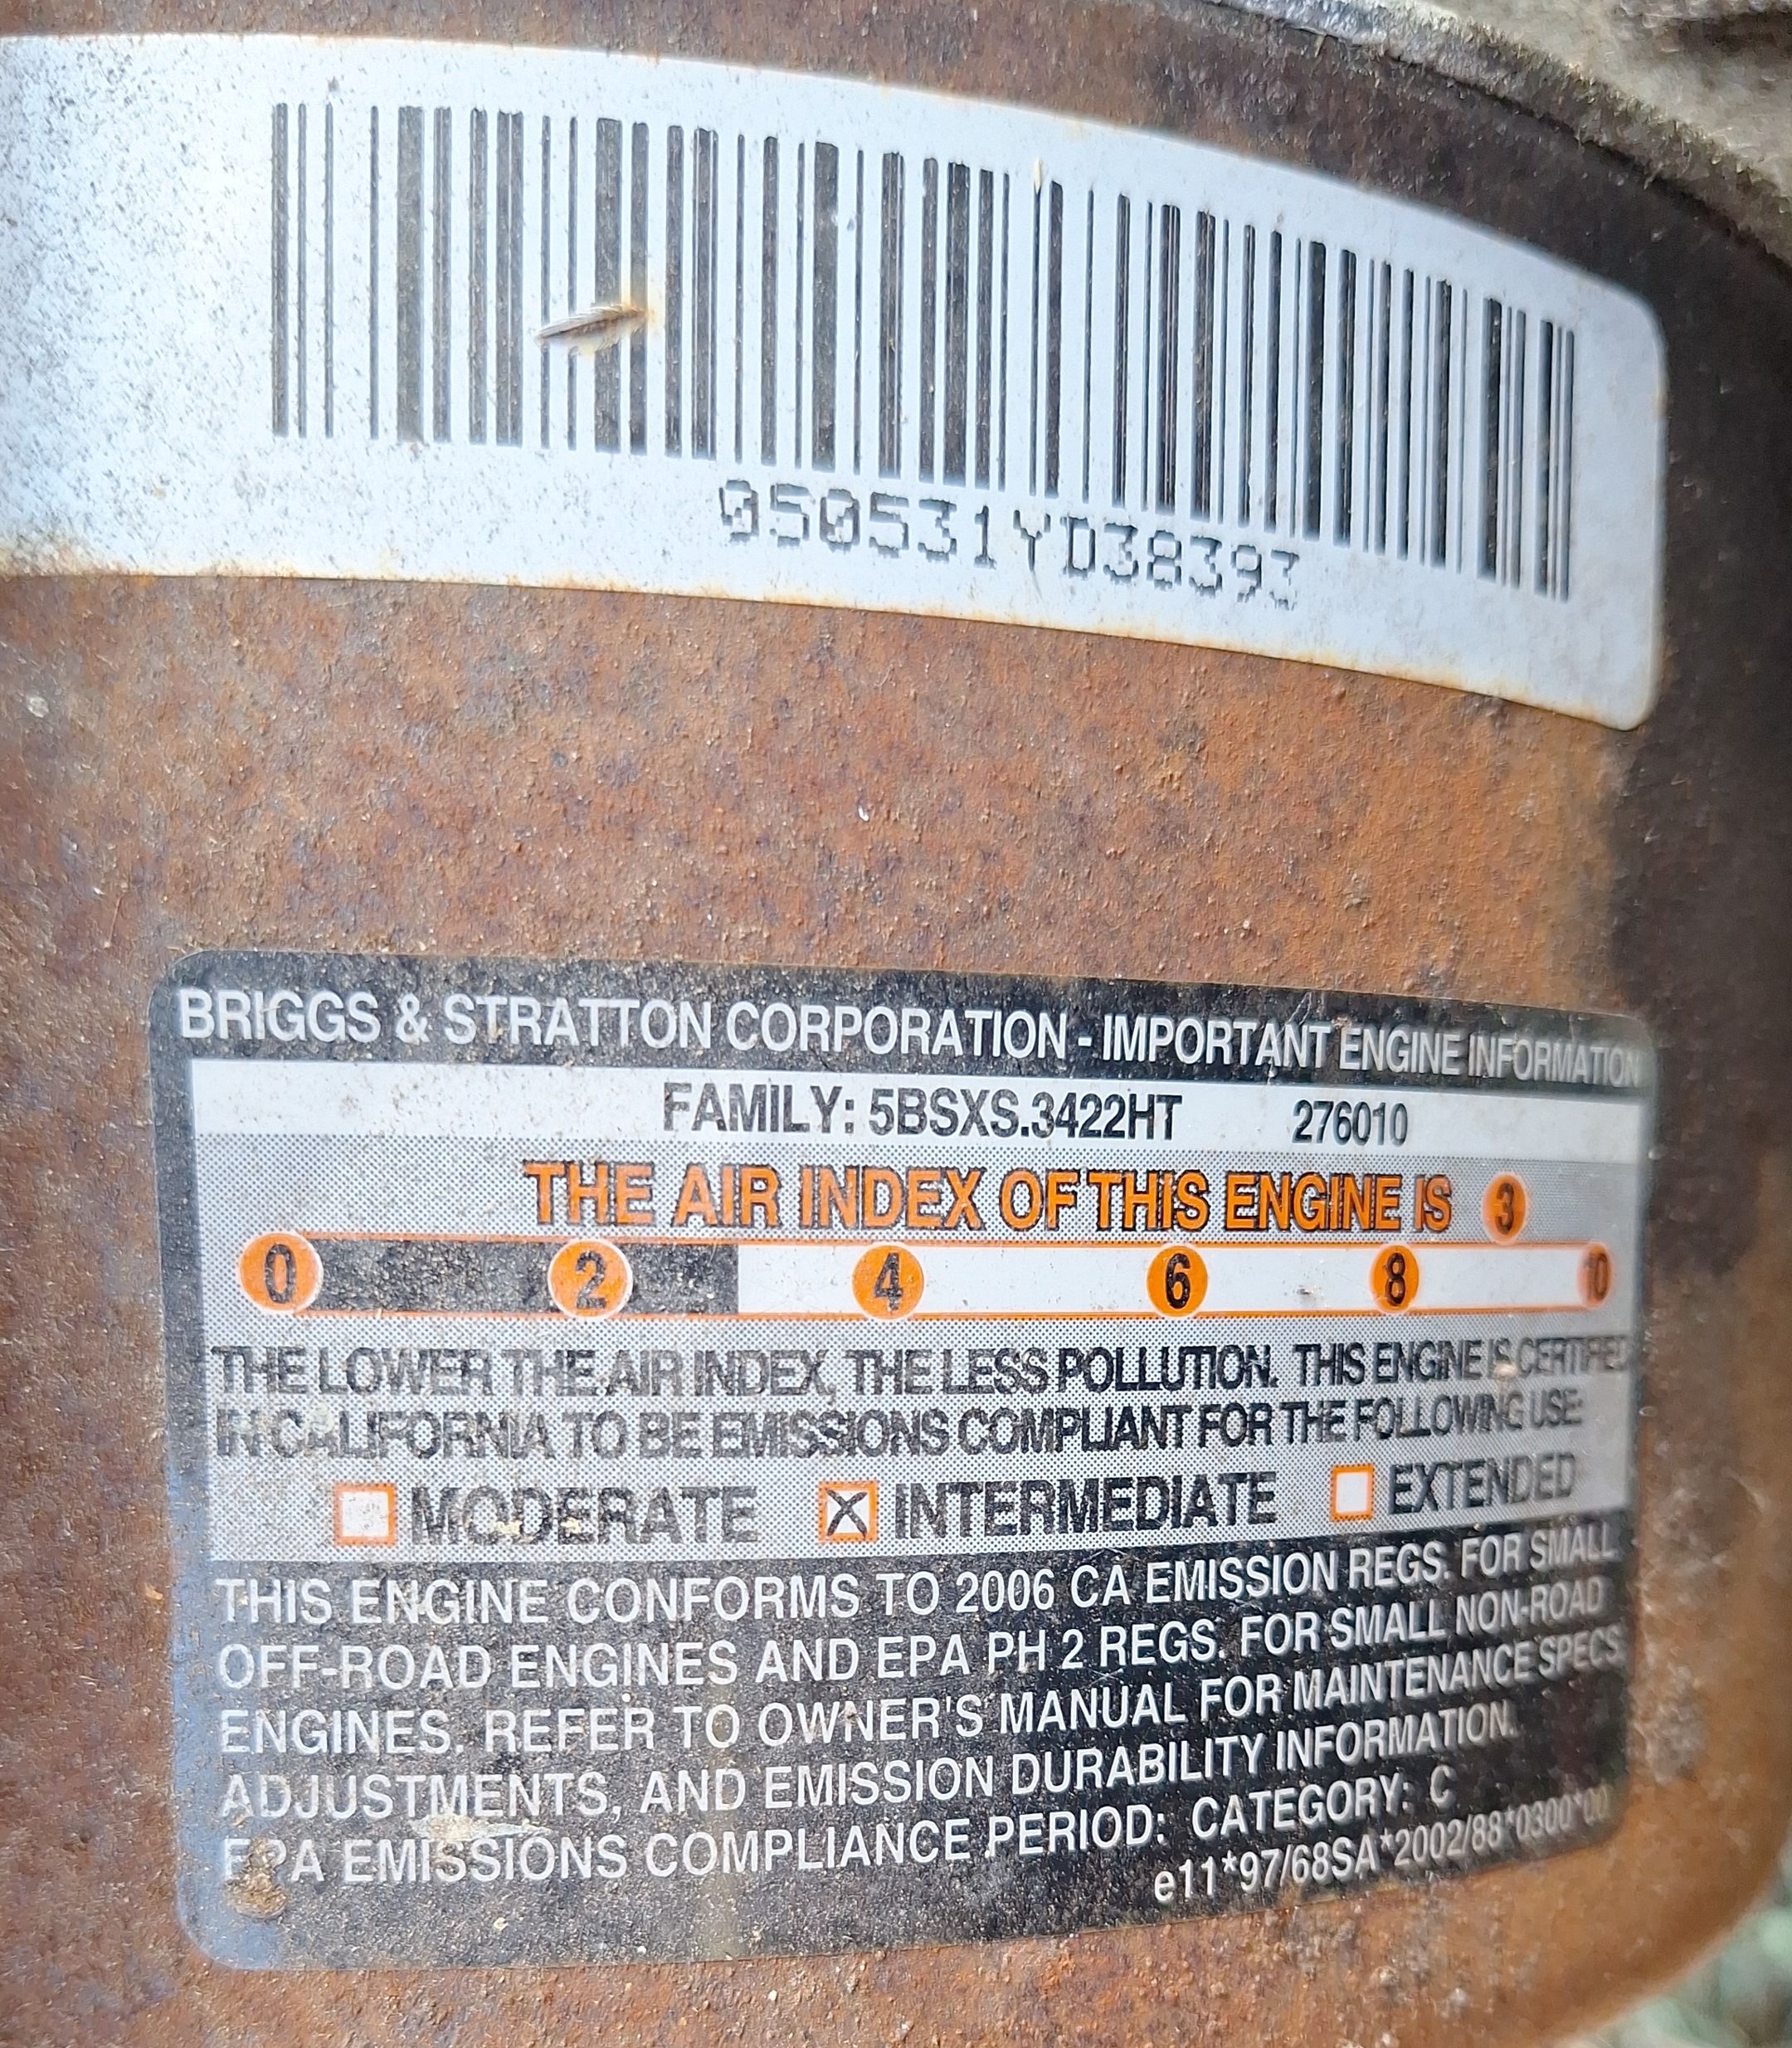 050531YD38393
BRIGGS & STRATTON CORPORATION - IMPORTANT ENGINE INFORMATION
FAMILY: 5BSXS.3422HT 276010
THE AIR INDEX OF THIS ENGINE IS 3
0 2 4 6 8 10
THE LOWER THE AIR INDEX, THE LESS POLLUTION. THIS ENGINE IS CERTIFIED
IN CALIFORNIA TO BE EMISSIONS COMPLIANT FOR THE FOLLOWING USE:
MODERATE X INTERMEDIATE EXTENDED
THIS ENGINE CONFORMS TO 2006 CA EMISSION REGS. FOR SMALL
OFF-ROAD ENGINES AND EPA PH 2 REGS. FOR SMALL NON-ROAD
ENGINES. REFER TO OWNER'S MANUAL FOR MAINTENANCE SPECS,
ADJUSTMENTS, AND EMISSION DURABILITY INFORMATION.
EPA EMISSIONS COMPLIANCE PERIOD: CATEGORY: C
e11*97/68SA*2002/88*0300*00